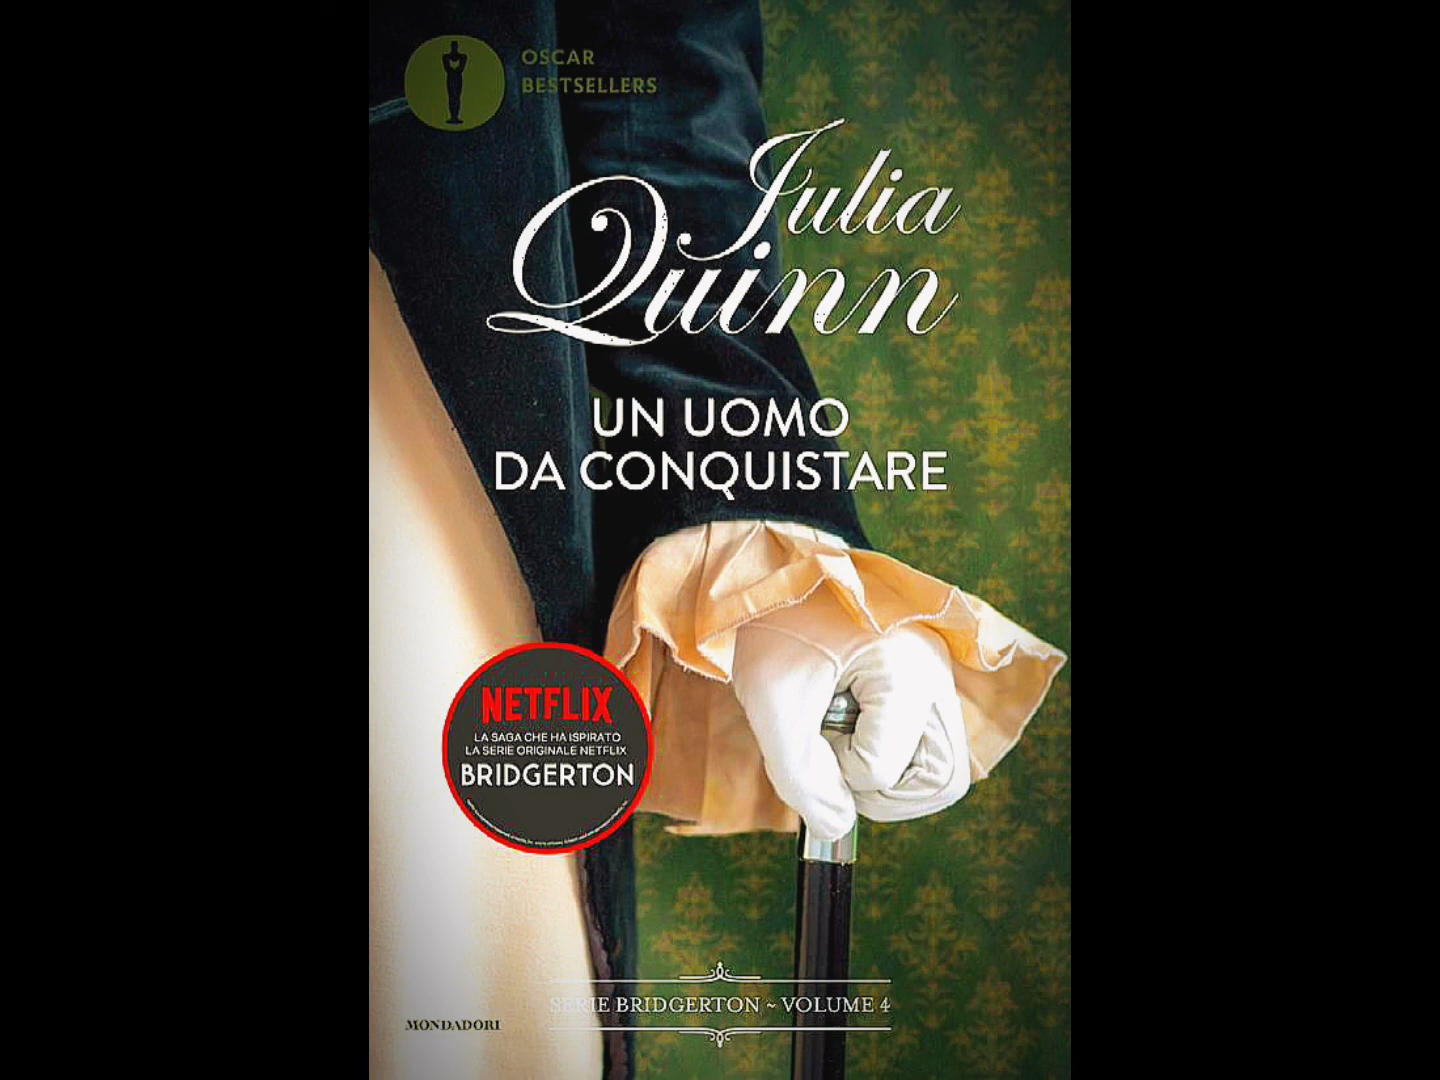 OSCAR
BESTSELLERS
Julia
Quinn
UN UOMO
DA CONQUISTARE
NETFLIX
LA SAGA CHE HA ISPIRATO
LA SERIE ORIGINALE NETFLIX
BRIDGERTON
SERIE BRIDGERTON ~ VOLUME 4
MONDADORI